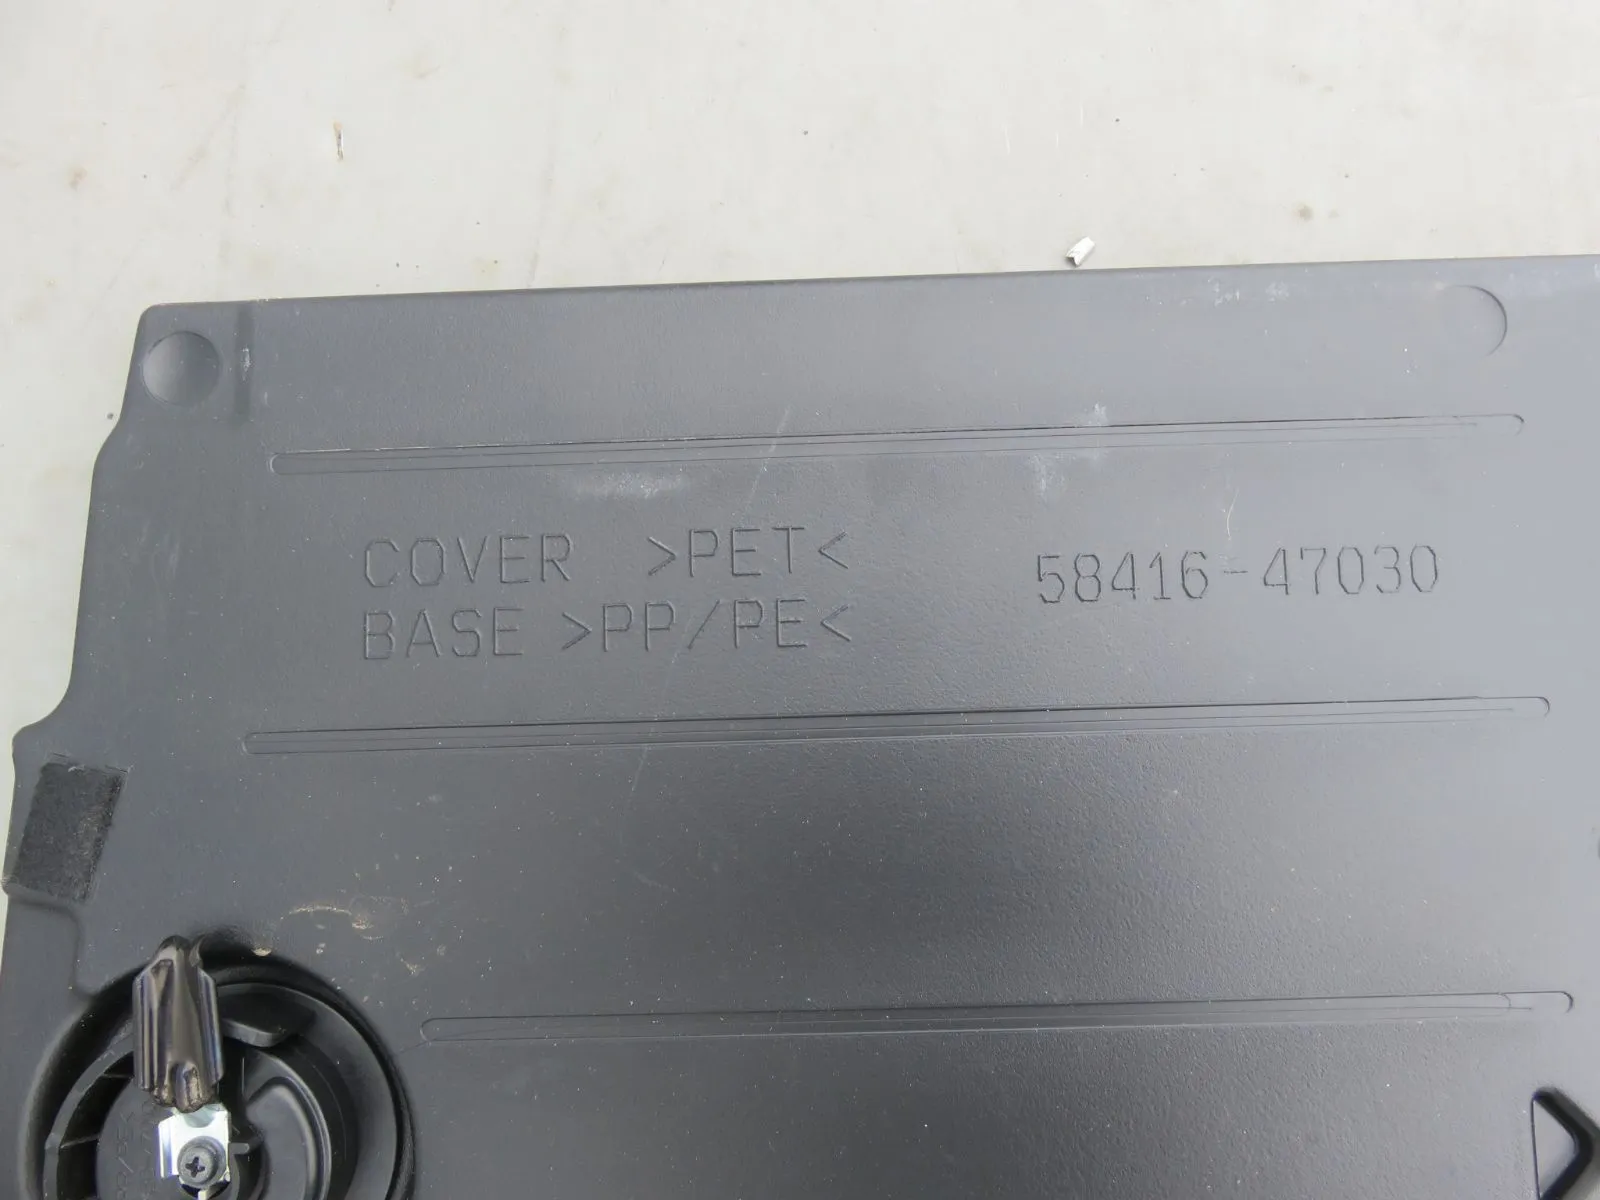 COVER >PET<
BASE >PP/PE<
58416-47030